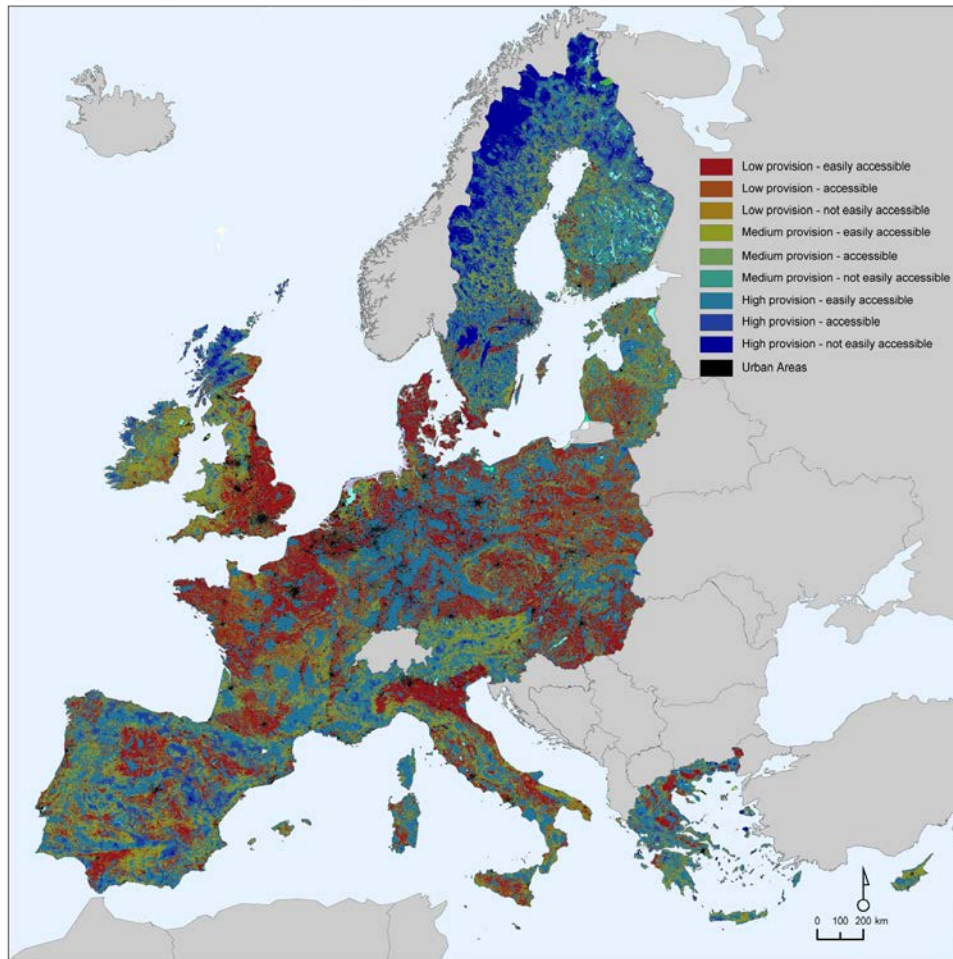 Low provision - easily accessible
Low provision - accessible
Low provision - not easily accessible
Medium provision - easily accessible
Medium provision - accessible
Medium provision - not easily accessible
High provision - easily accessible
High provision - accessible
High provision - not easily accessible
Urban Areas
0 100 200 km